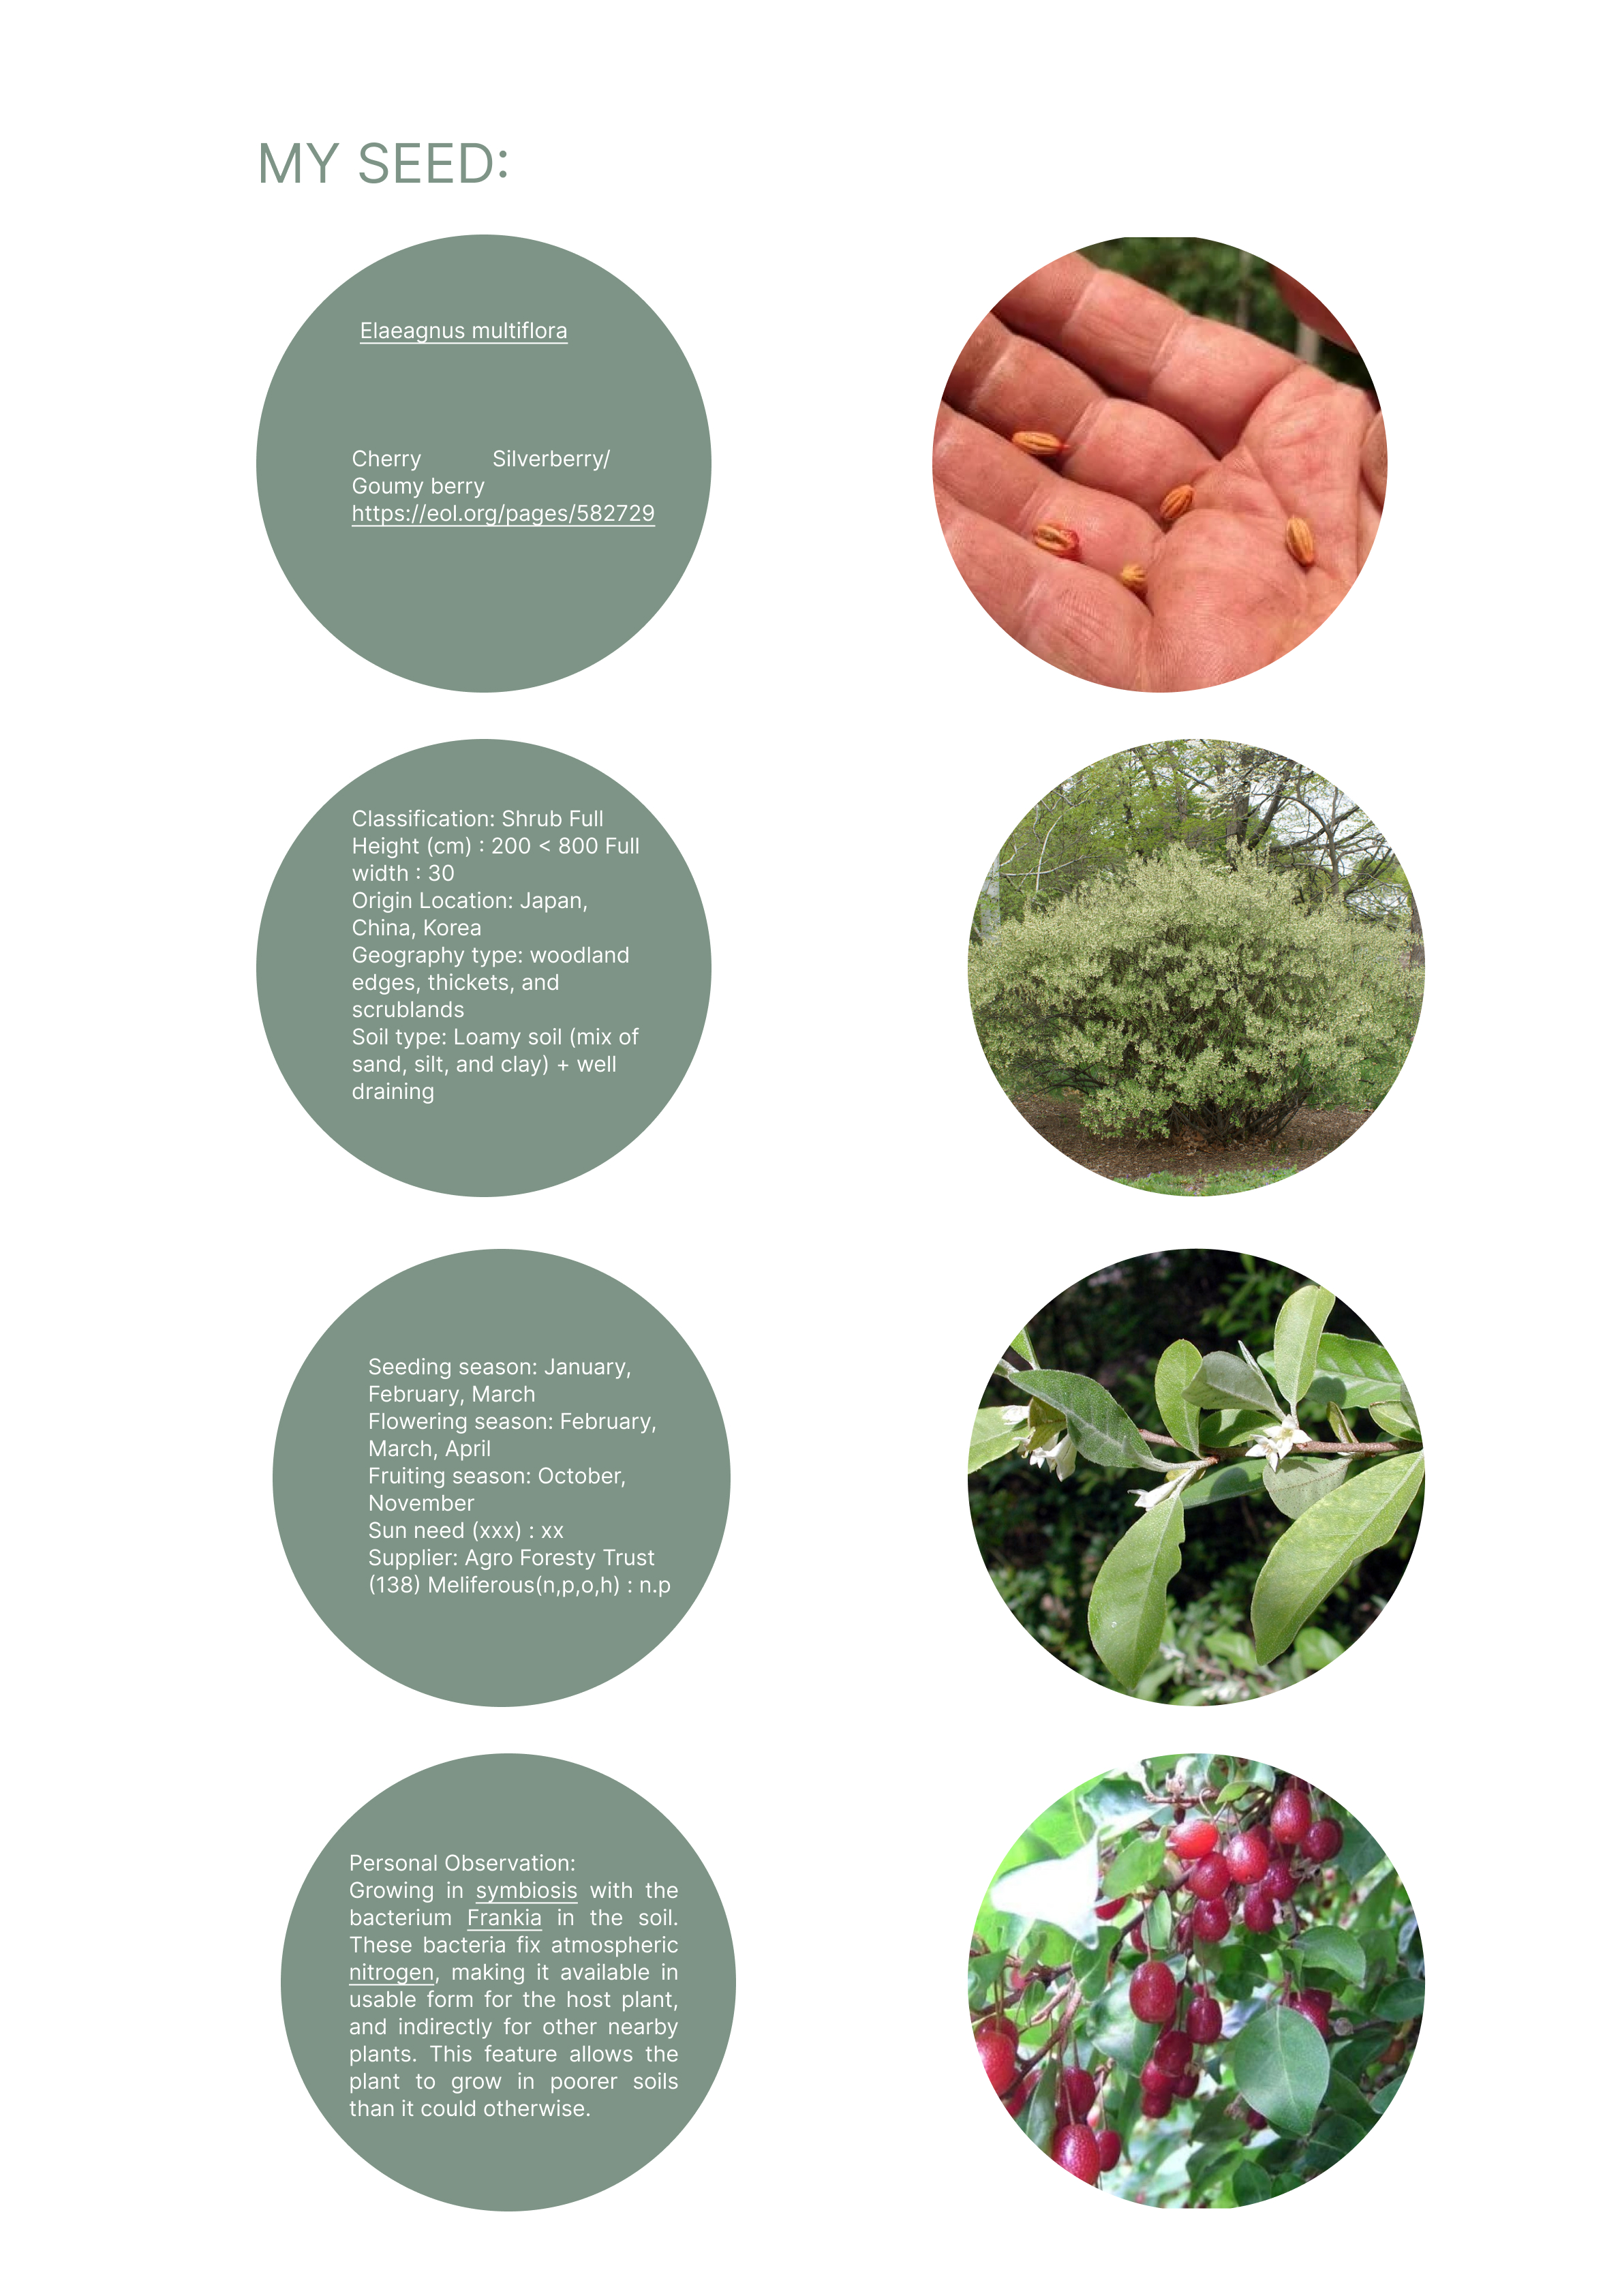 MY SEED:
Elaeagnus multiflora
Cherry Silverberry/
Goumy berry
https://eol.org/pages/582729
Classification: Shrub Full
Height (cm) : 200 < 800 Full
width : 30
Origin Location: Japan,
China, Korea
Geography type: woodland
edges, thickets, and
scrublands
Soil type: Loamy soil (mix of
sand, silt, and clay) + well
draining
Seeding season: January,
February, March
Flowering season: February,
March, April
Fruiting season: October,
November
Sun need (xxx) : xx
Supplier: Agro Foresty Trust
(138) Meliferous(n,p,o,h) : n.p
Personal Observation:
Growing in symbiosis with the
bacterium Frankia in the soil.
These bacteria fix atmospheric
nitrogen, making it available in
usable form for the host plant,
and indirectly for other nearby
plants. This feature allows the
plant to grow in poorer soils
than it could otherwise.